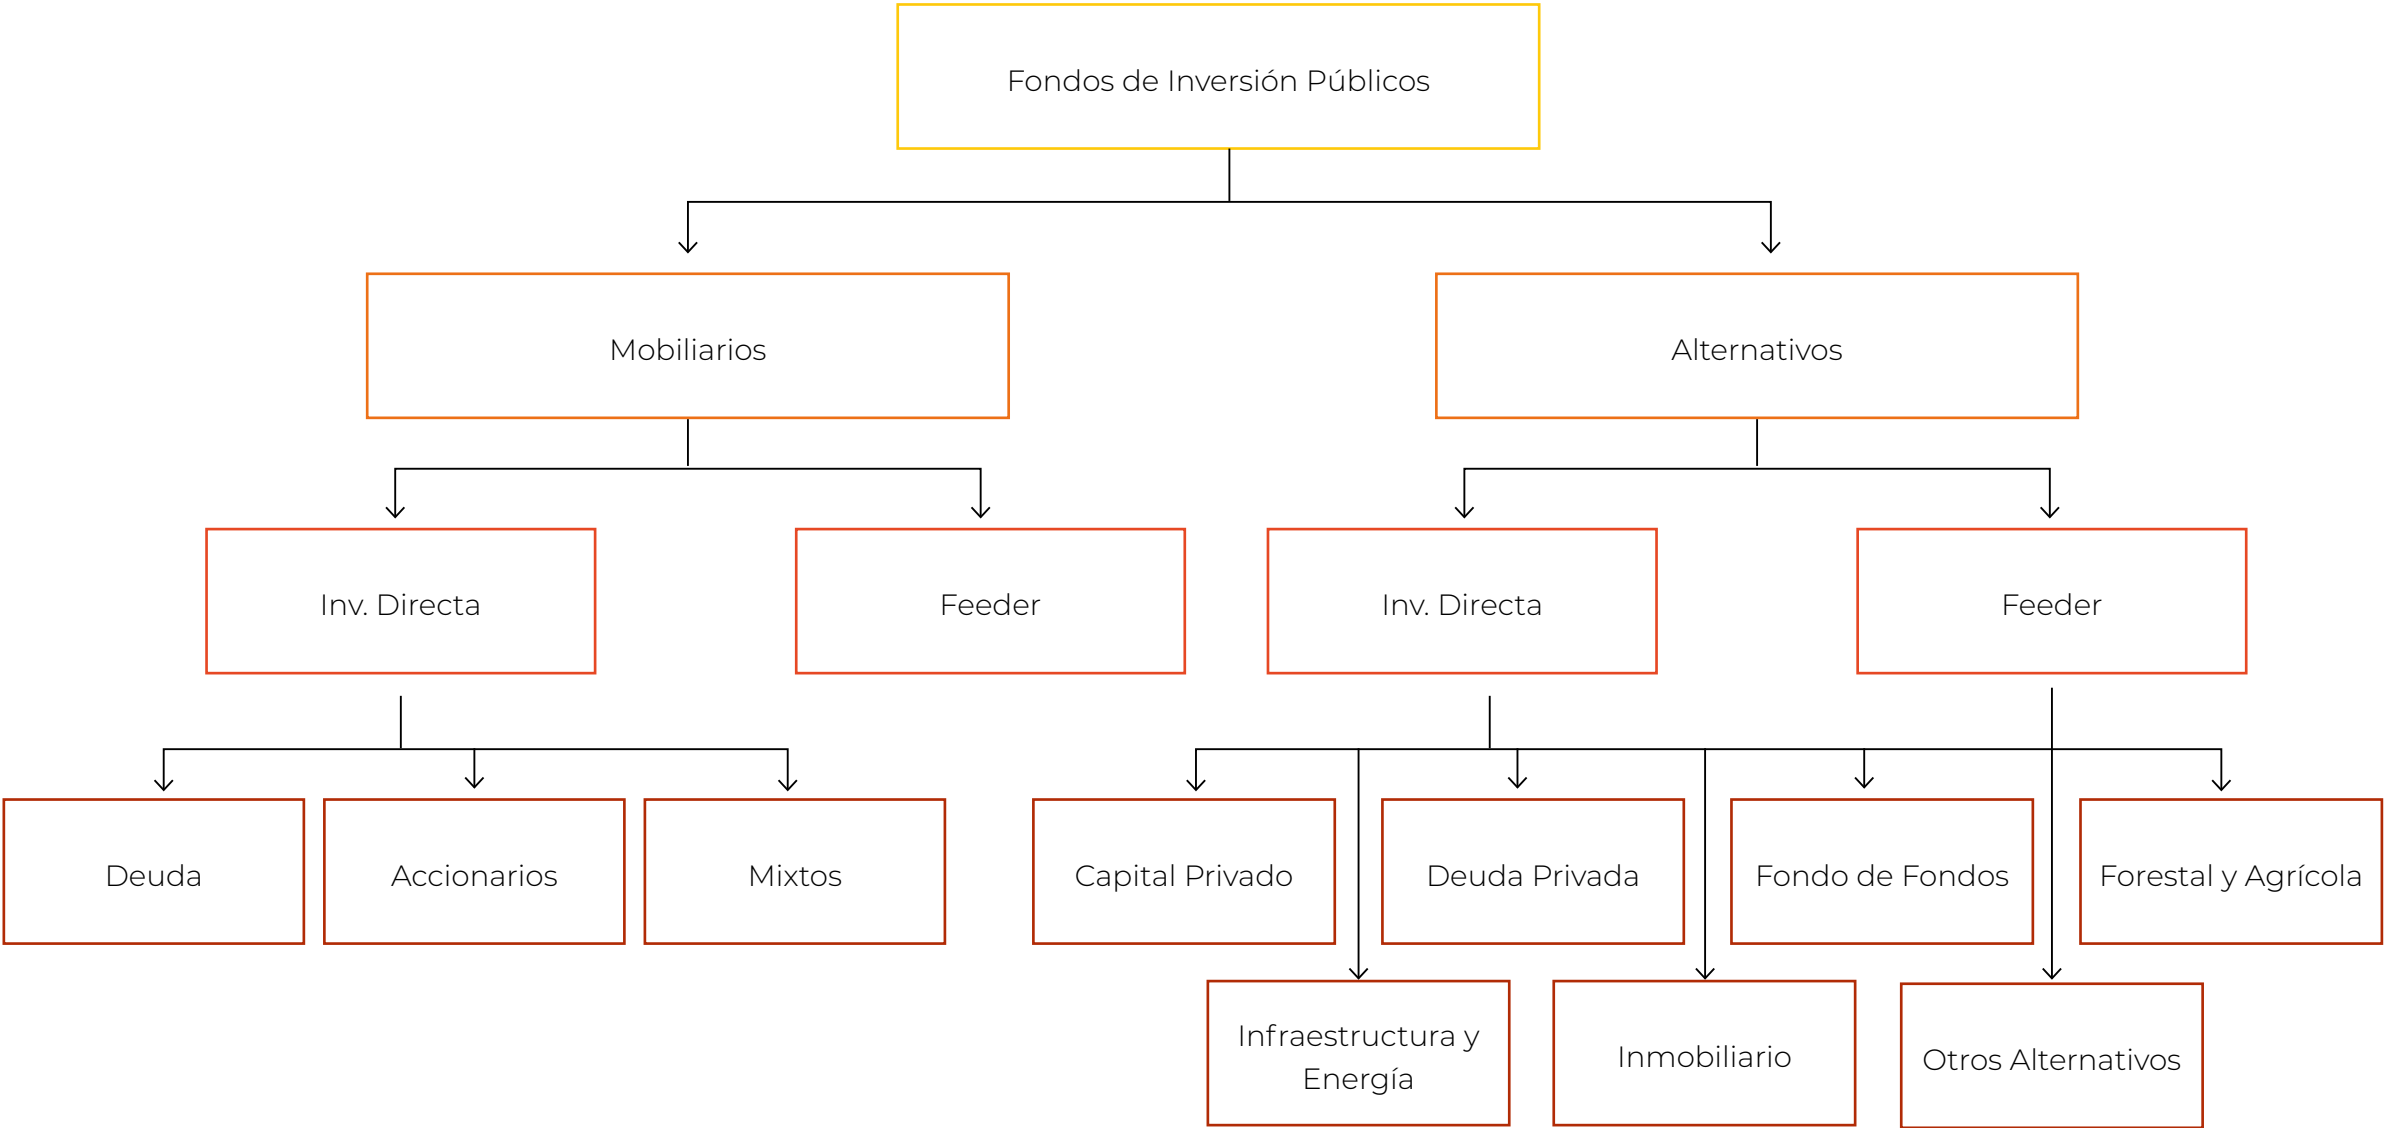 Fondos de Inversión Públicos
Mobiliarios
Alternativos
Inv. Directa
Feeder
Inv. Directa
Feeder
Deuda
Accionarios
Mixtos
Capital Privado
Deuda Privada
Fondo de Fondos
Forestal y Agrícola
Infraestructura y
Energía
Inmobiliario
Otros Alternativos